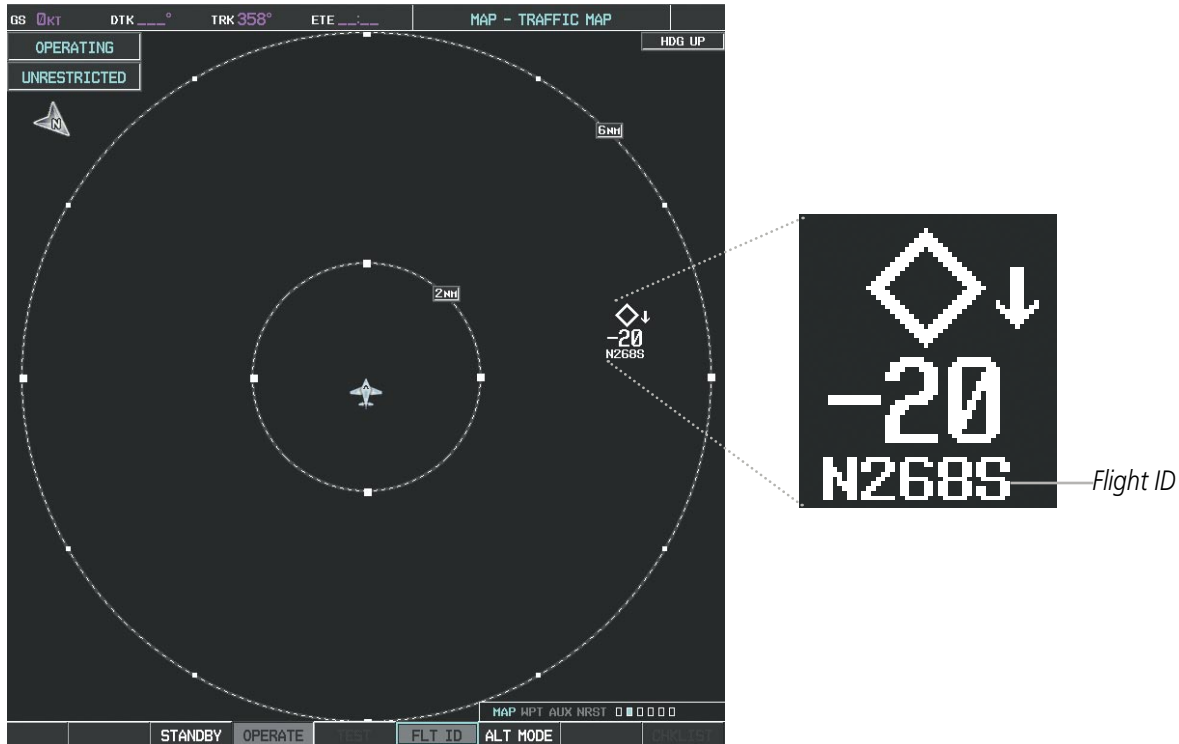 GS 0KT DTK ___° TRK 358° ETE __:__ MAP - TRAFFIC MAP
OPERATING
HDG UP
UNRESTRICTED
N
6NM
2NM
-20
N268S
-20
N268S
Flight ID
MAP WPT AUX NRST
STANDBY OPERATE TEST FLT ID ALT MODE CHKLIST